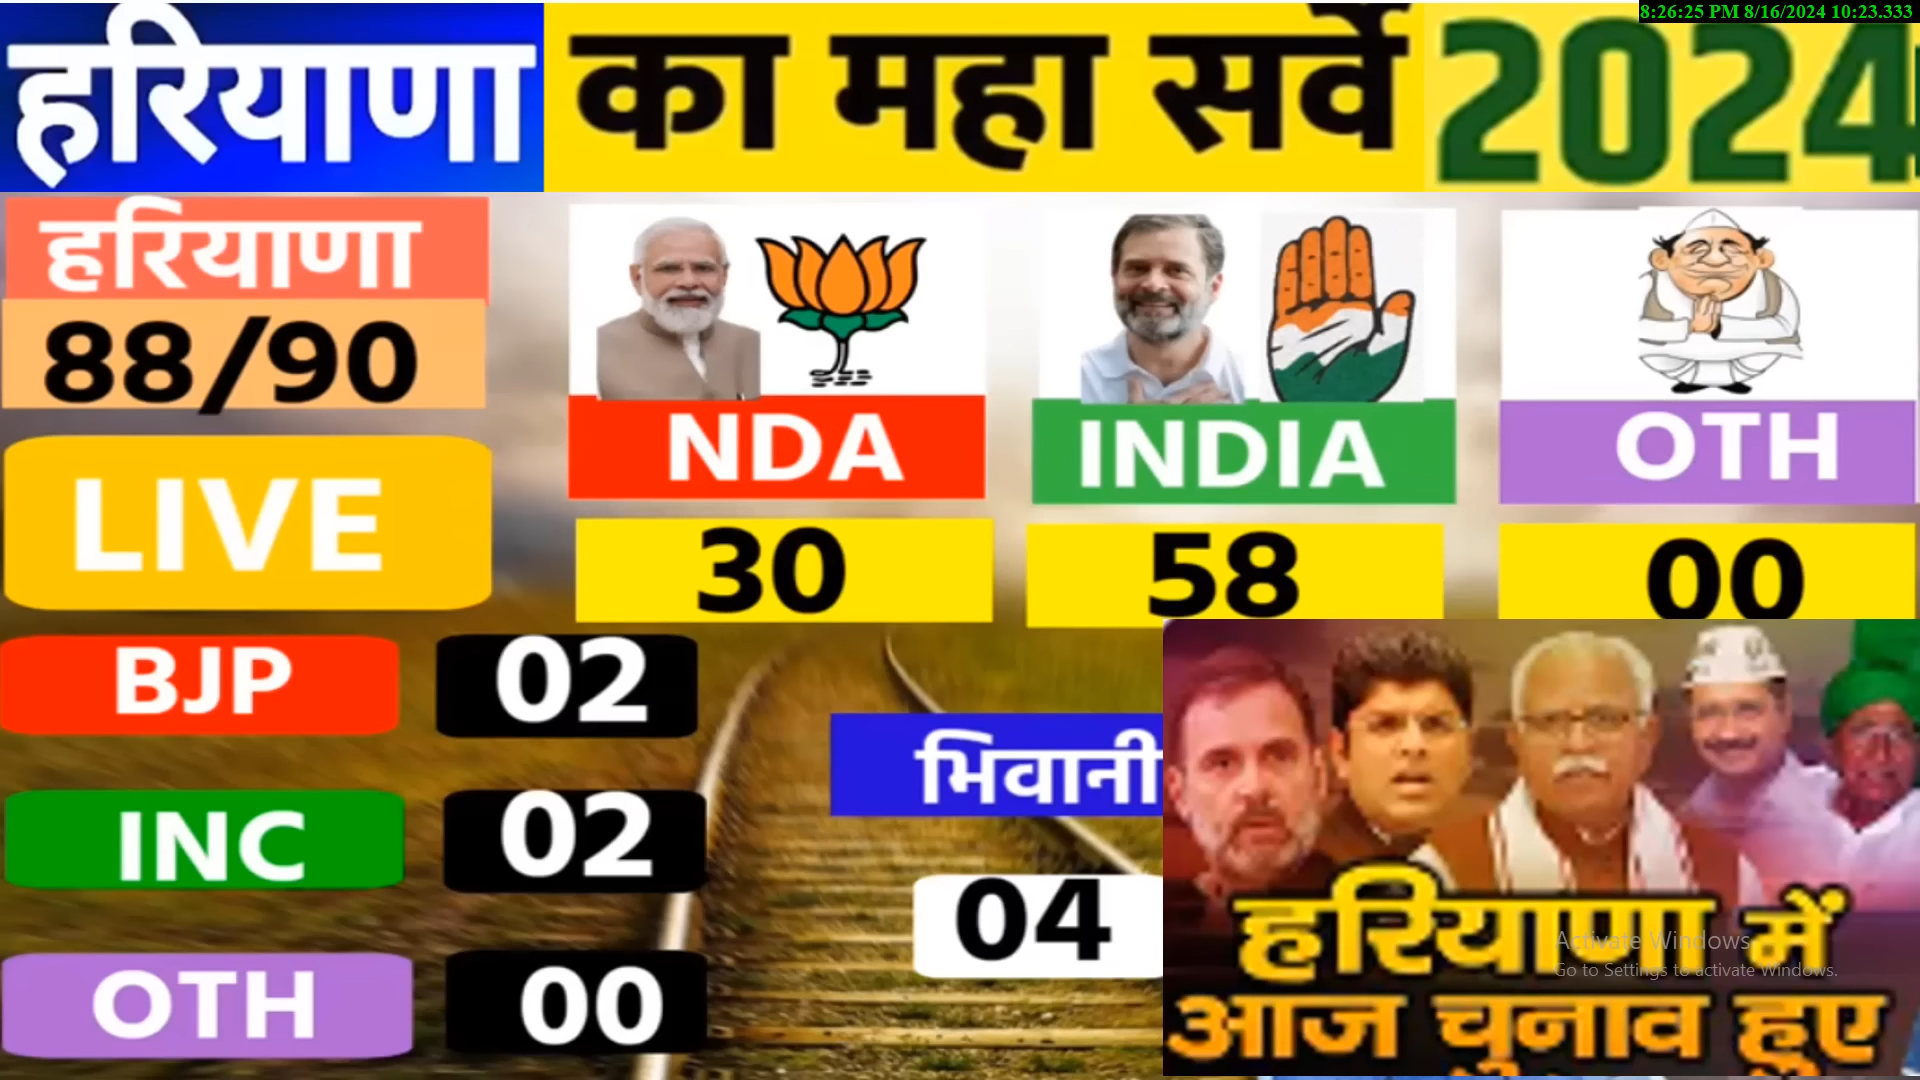 8:26:25 PM 8/16/2024 10:23.333
हरियाणा का महा सर्वे 2024
हरियाणा
88/90
LIVE
NDA INDIA OTH
30 58 00
BJP 02
भिवानी
INC 02
04
OTH 00
हरियाणा में
आज चुनाव हुए
Activate Windows
Go to Settings to activate Windows.